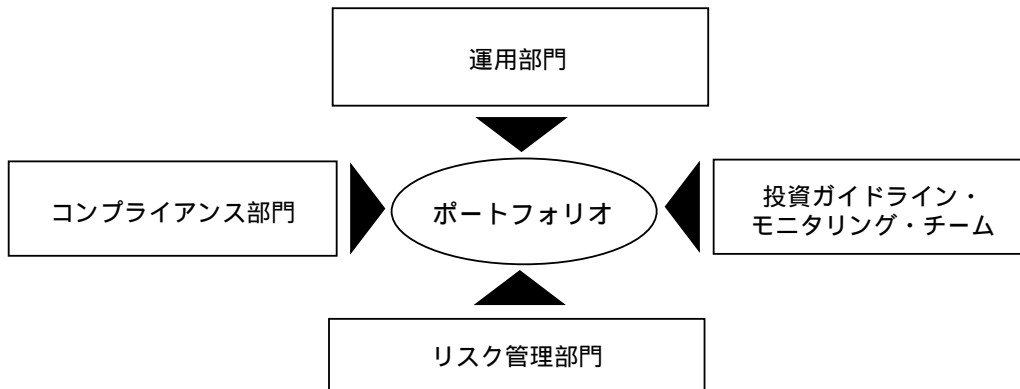 運用部門
コンプライアンス部門
ポートフォリオ
投資ガイドライン・
モニタリング・チーム
リスク管理部門